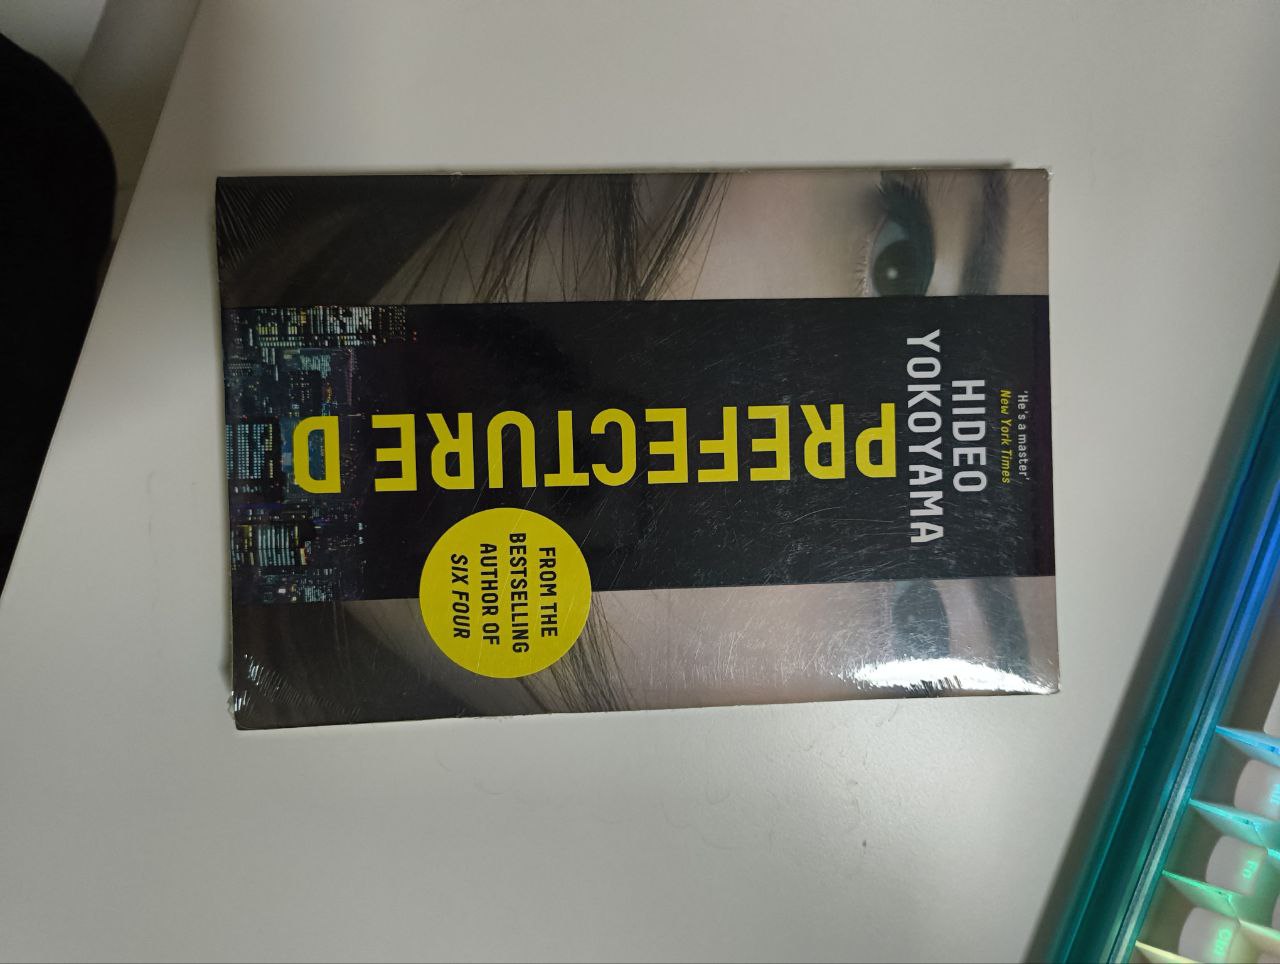 'He's a master'
New York Times
HIDEO
YOKOYAMA
PREFECTURE D
FROM THE
BESTSELLING
AUTHOR OF
SIX FOUR